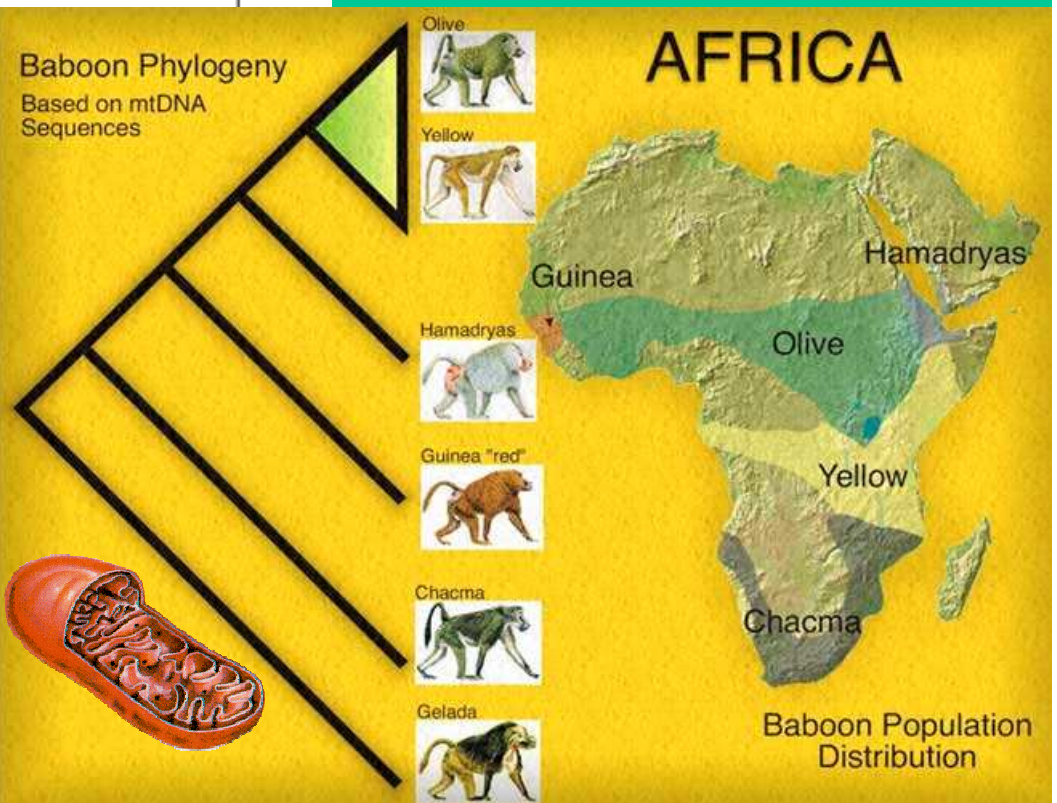 Baboon Phylogeny
Based on mtDNA
Sequences
Olive
Yellow
Hamadryas
Guinea "red"
Chacma
Gelada
AFRICA
Guinea
Hamadryas
Olive
Yellow
Chacma
Baboon Population
Distribution